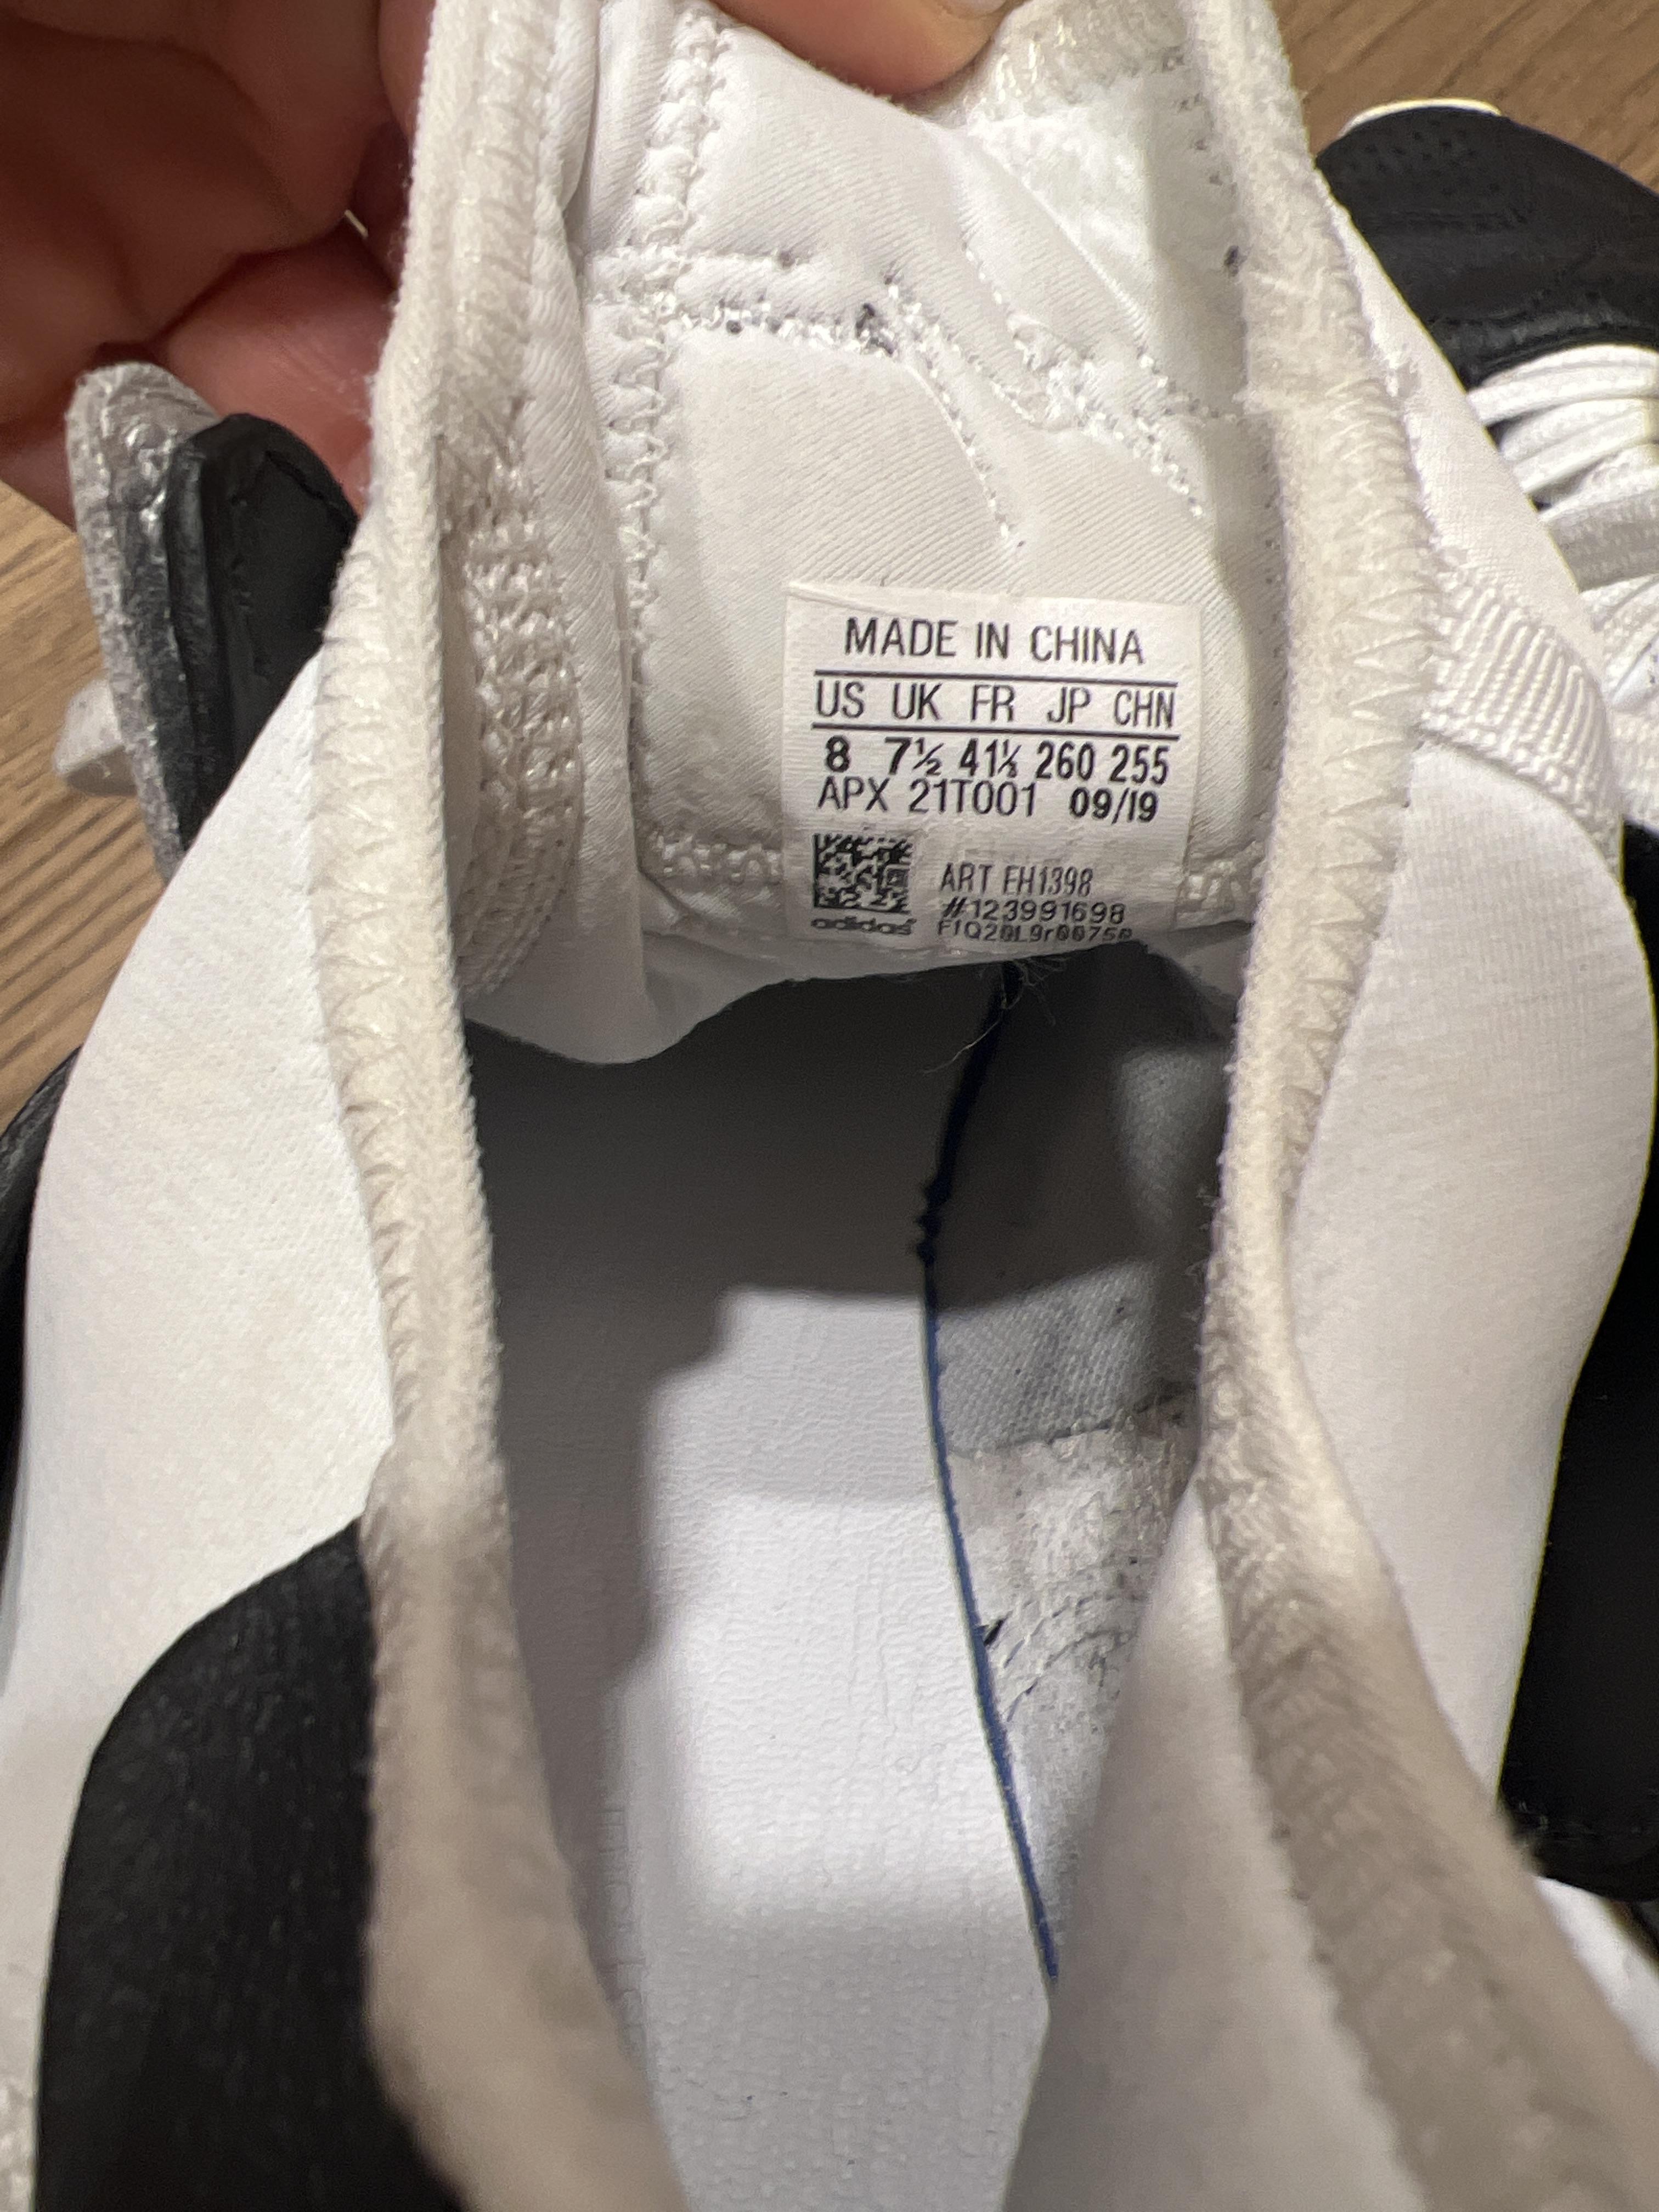 MADE IN CHINA
US UK FR JP CHN
8 7½ 41⅓ 260 255
APX 21T001 09/19
ART EH1398
#123991698
adidas